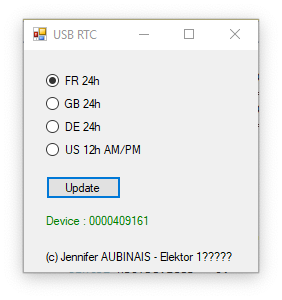 USB RTC
FR 24h
GB 24h
DE 24h
US 12h AM/PM
Update
Device : 0000409161
(c) Jennifer AUBINAIS - Elektor 1?????